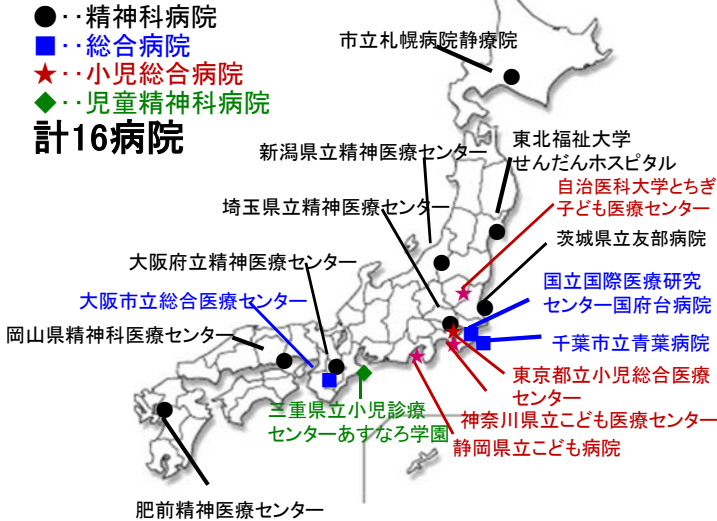 ●‥精神科病院
■‥総合病院
★‥小児総合病院
◆‥児童精神科病院
計16病院
市立札幌病院静療院
新潟県立精神医療センター
東北福祉大学
せんだんホスピタル
自治医科大学とちぎ
子ども医療センター
埼玉県立精神医療センター
茨城県立友部病院
大阪府立精神医療センター
国立国際医療研究
センター国府台病院
大阪市立総合医療センター
岡山県精神科医療センター
千葉市立青葉病院
東京都立小児総合医療
センター
三重県立小児診療
センターあすなろ学園
神奈川県立こども医療センター
静岡県立こども病院
肥前精神医療センター